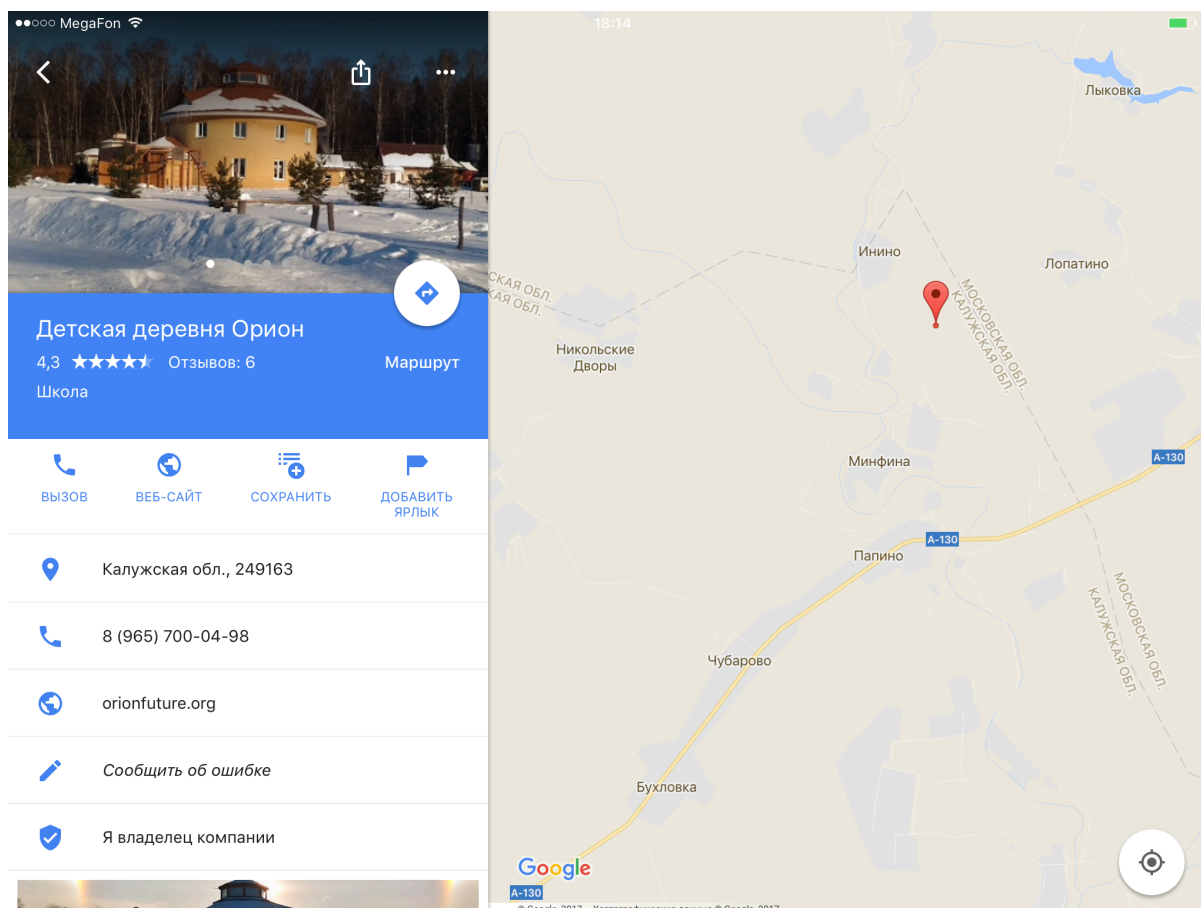 MegaFon
18:14
Детская деревня Орион
4,3
Отзывов: 6
Маршрут
Школа
ВЫЗОВ
ВЕБ-САЙТ
СОХРАНИТЬ
ДОБАВИТЬ
ЯРЛЫК
Калужская обл., 249163
8 (965) 700-04-98
orionfuture.org
Сообщить об ошибке
Я владелец компании
Лыковка
Инино
Лопатино
СКАЯ ОБЛ.
КАЯ ОБЛ.
МОСКОВСКАЯ ОБЛ.
КАЛУЖСКАЯ ОБЛ.
Никольские
Дворы
Минфина
А-130
А-130
Папино
МОСКОВСКАЯ ОБЛ.
КАЛУЖСКАЯ ОБЛ.
Чубарово
Бухловка
Google
А-130